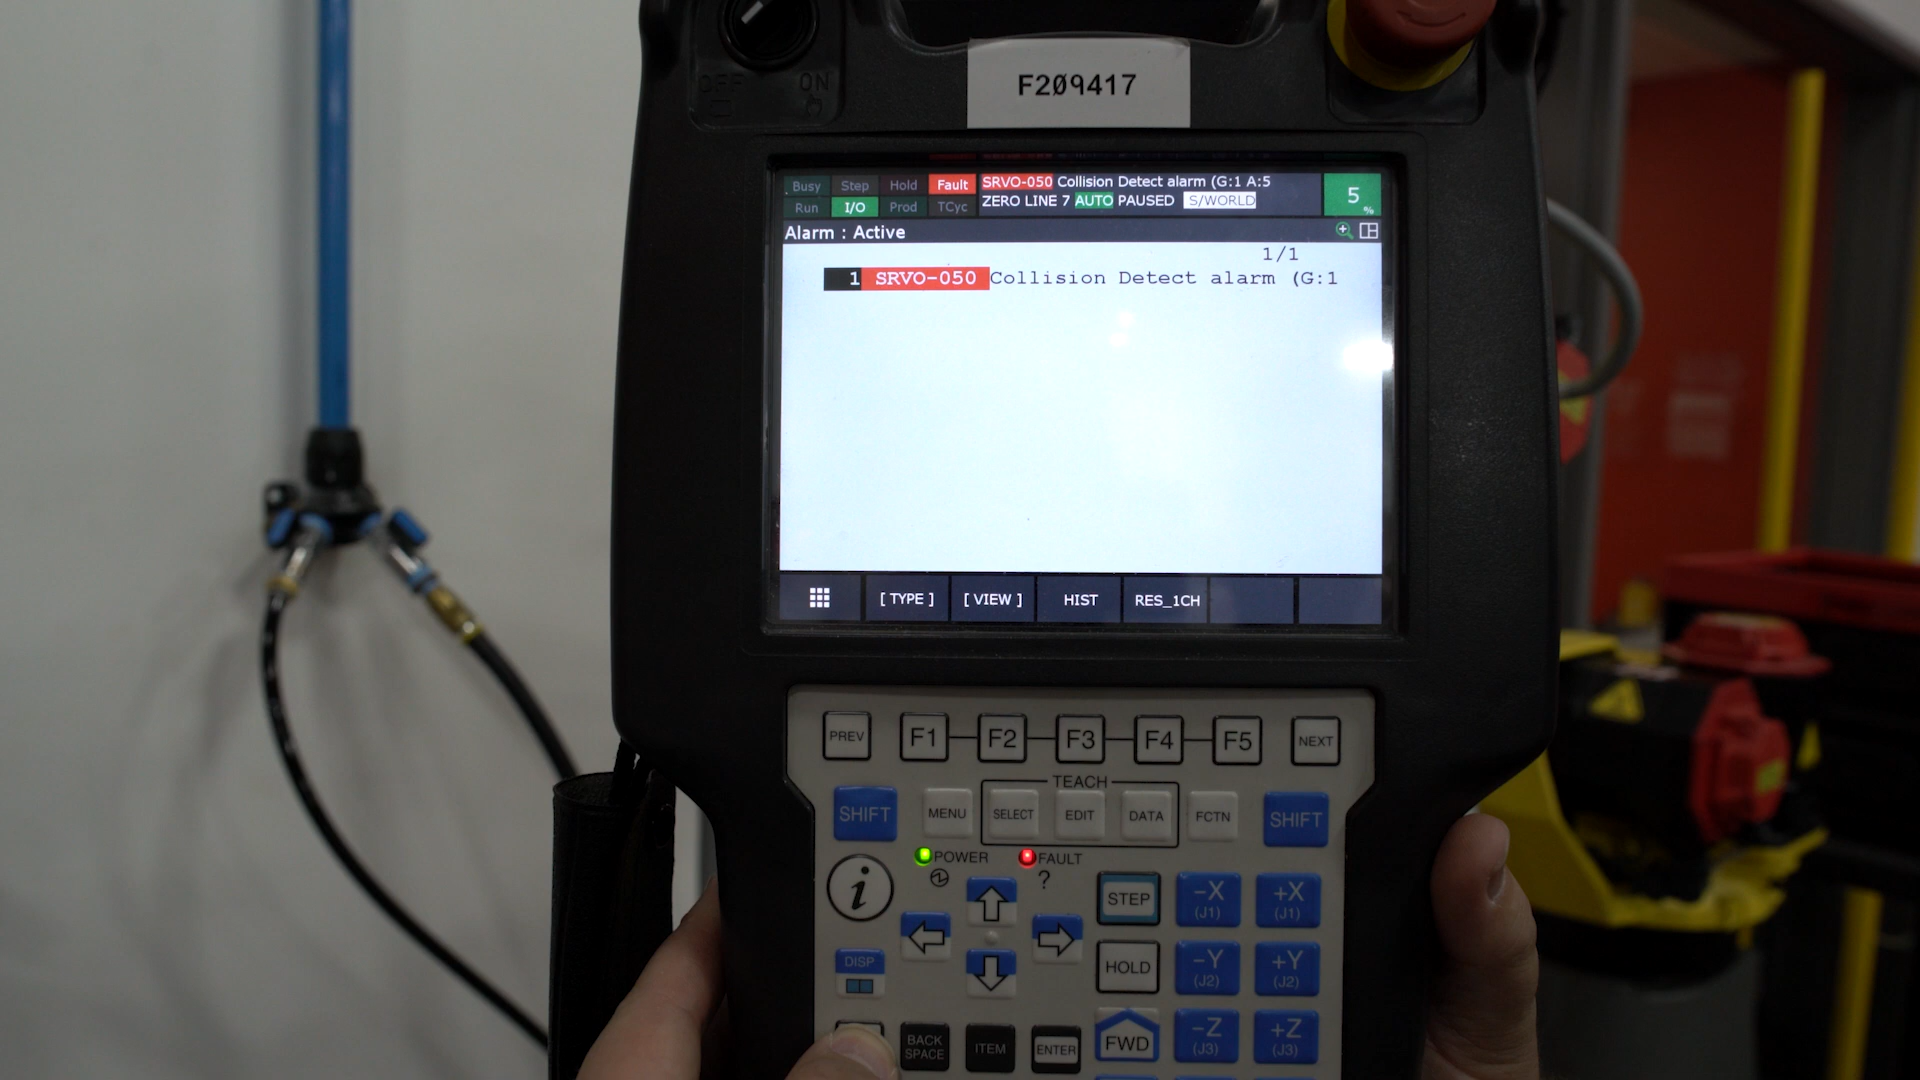 OFF ON
F209417
Busy Step Hold Fault SRVO-050 Collision Detect alarm (G:1 A:5
Run I/O Prod TCyc ZERO LINE 7 AUTO PAUSED S/WORLD 5 %
Alarm : Active
1/1
1 SRVO-050 Collision Detect alarm (G:1
[ TYPE ] [ VIEW ] HIST RES_1CH
PREV F1 F2 F3 F4 F5 NEXT
TEACH
SHIFT MENU SELECT EDIT DATA FCTN SHIFT
POWER FAULT
i ? STEP -X (J1) +X (J1)
DISP HOLD -Y (J2) +Y (J2)
BACK SPACE ITEM ENTER FWD -Z (J3) +Z (J3)